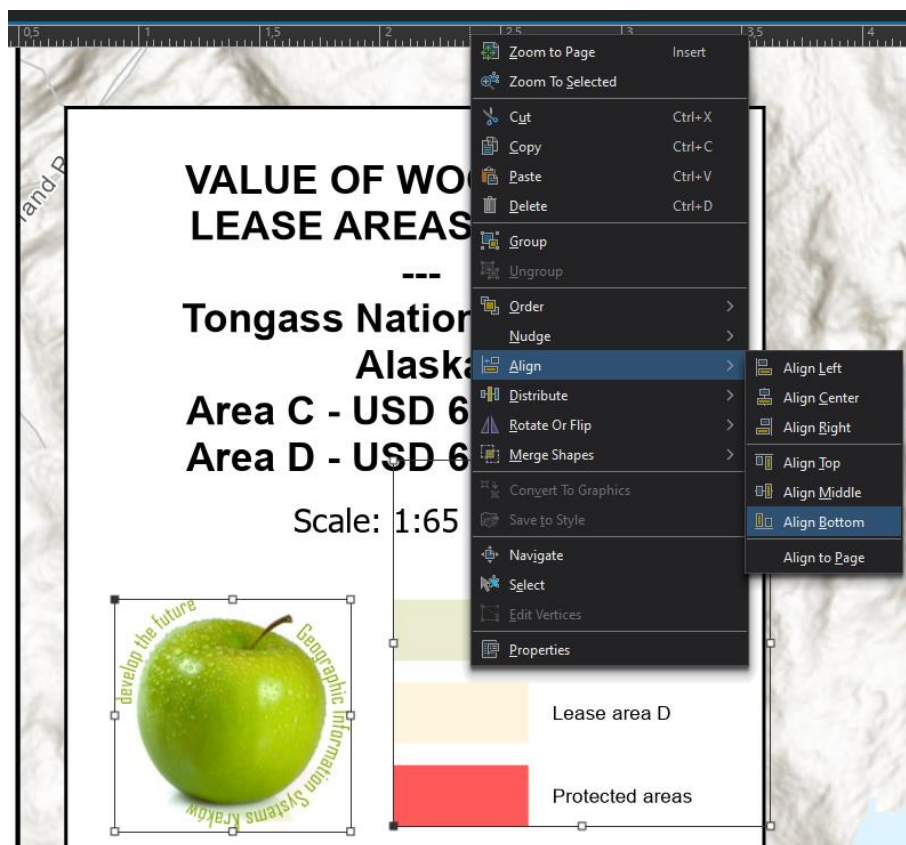 0,5 1 1,5 2 2,5 3 3,5 4
Zoom to Page Insert
Zoom To Selected
Cut Ctrl+X
Copy Ctrl+C
Paste Ctrl+V
Delete Ctrl+D
Group
Ungroup
Order
Nudge
Align
Distribute
Rotate Or Flip
Merge Shapes
Convert To Graphics
Save to Style
Navigate
Select
Edit Vertices
Properties
Align Left
Align Center
Align Right
Align Top
Align Middle
Align Bottom
Align to Page
VALUE OF WO
LEASE AREAS
---
Tongass Nation
Alaska
Area C - USD 6
Area D - USD 6
Scale: 1:65
develop the future
Geographic Information Systems Kraków
Lease area D
Protected areas